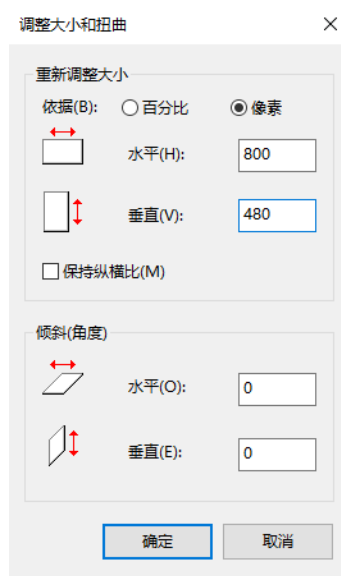 调整大小和扭曲
重新调整大小
依据(B): 百分比 像素
水平(H): 800
垂直(V): 480
保持纵横比(M)
倾斜(角度)
水平(O): 0
垂直(E): 0
确定 取消